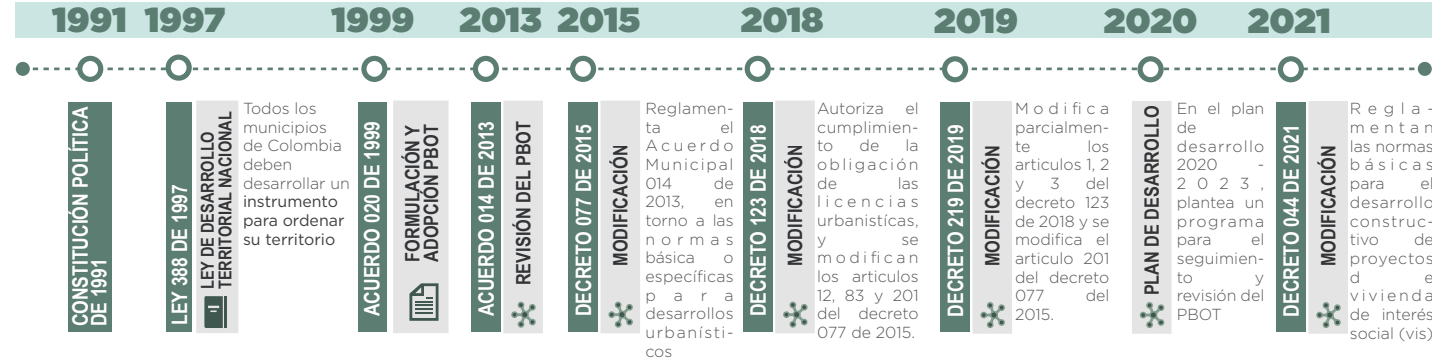 1991 1997 1999 2013 2015 2018 2019 2020 2021
CONSTITUCIÓN POLÍTICA
DE 1991
LEY 388 DE 1997
LEY DE DESARROLLO
TERRITORIAL NACIONAL
Todos los
municipios
de Colombia
deben
desarrollar un
instrumento
para ordenar
su territorio
ACUERDO 020 DE 1999
FORMULACIÓN Y
ADOPCIÓN PBOT
ACUERDO 014 DE 2013
REVISIÓN DEL PBOT
DECRETO 077 DE 2015
MODIFICACIÓN
Reglamen-
ta el
Acuerdo
Municipal
014 de
2013, en
torno a las
normas
básica o
específicas
para
desarrollos
urbanísti-
cos
DECRETO 123 DE 2018
MODIFICACIÓN
Autoriza el
cumplimien-
to de la
obligación
de las
licencias
urbanistícas,
y se
modifican
los articulos
12, 83 y 201
del decreto
077 de 2015.
DECRETO 219 DE 2019
MODIFICACIÓN
Modifica
parcialmen-
te los
articulos 1, 2
y 3 del
decreto 123
de 2018 y se
modifica el
articulo 201
del decreto
077 del
2015.
PLAN DE DESARROLLO
En el plan
de
desarrollo
2020 -
2023,
plantea un
programa
para el
seguimien-
to y
revisión del
PBOT
DECRETO 044 DE 2021
MODIFICACIÓN
Regla-
mentan
las normas
básicas
para el
desarrollo
construc-
tivo de
proyectos
de
vivienda
de interés
social (vis)